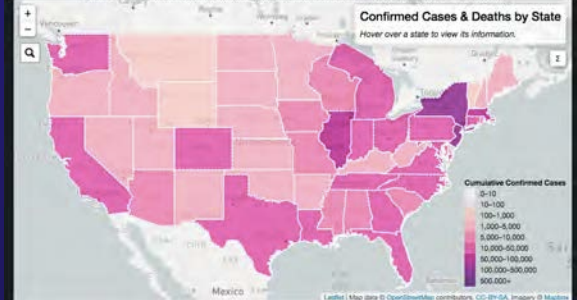 +
−
Confirmed Cases & Deaths by State
Hover over a state to view its information.
Vancouver
Toronto
Cumulative Confirmed Cases
0–10
10–100
100–1,000
1,000–5,000
5,000–10,000
10,000–50,000
50,000–100,000
100,000–500,000
500,000+
Mexico
Leaflet | Map data © OpenStreetMap contributors, CC-BY-SA, Imagery © Mapbox